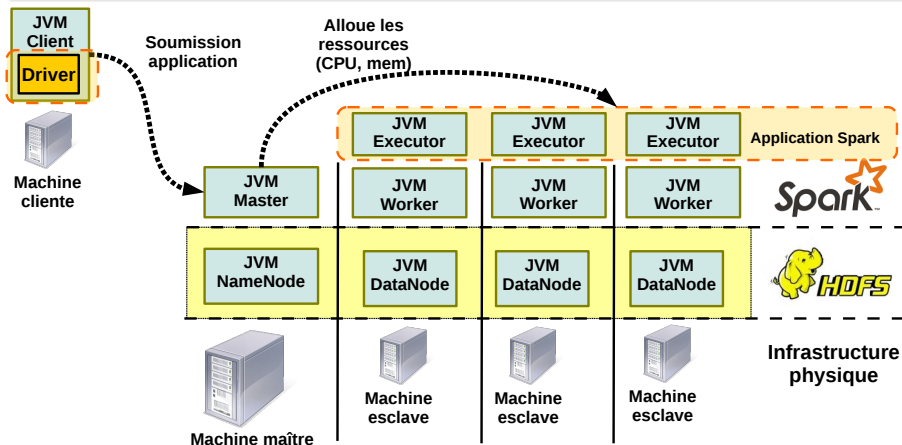 JVM
Client
Driver
Machine
cliente
Soumission
application
Alloue les
ressources
(CPU, mem)
JVM
Executor
JVM
Executor
JVM
Executor
Application Spark
JVM
Master
JVM
Worker
JVM
Worker
JVM
Worker
Spark
JVM
NameNode
JVM
DataNode
JVM
DataNode
JVM
DataNode
HDFS
Machine maître
Machine
esclave
Machine
esclave
Machine
esclave
Infrastructure
physique